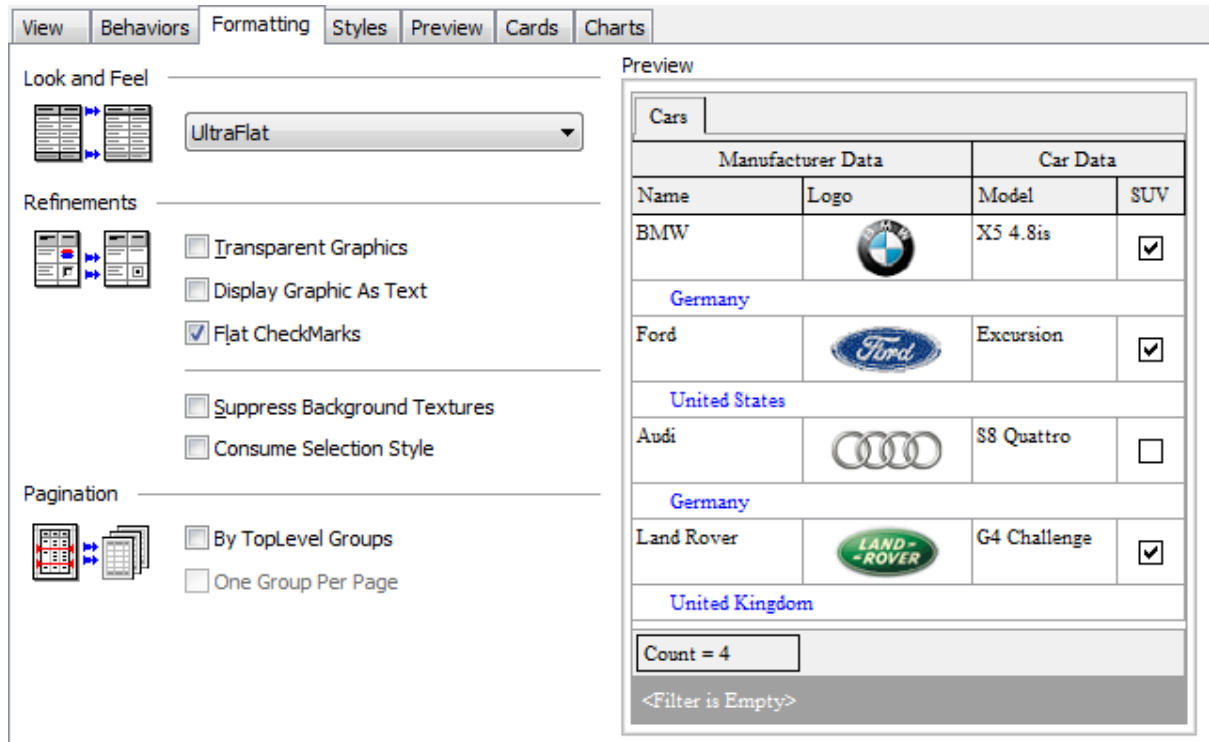 View Behaviors Formatting Styles Preview Cards Charts
Look and Feel
UltraFlat
Refinements
Transparent Graphics
Display Graphic As Text
Flat CheckMarks
Suppress Background Textures
Consume Selection Style
Pagination
By TopLevel Groups
One Group Per Page
Preview
Cars
Manufacturer Data Car Data
Name Logo Model SUV
BMW X5 4.8is
Germany
Ford Ford Excursion
United States
Audi S8 Quattro
Germany
Land Rover LAND- G4 Challenge
-ROVER
United Kingdom
Count = 4
<Filter is Empty>